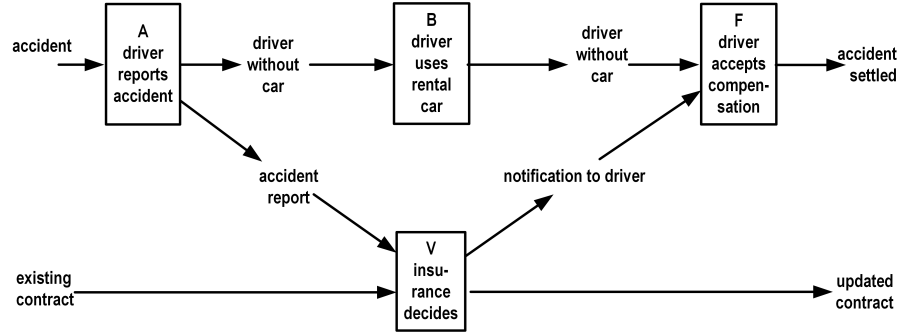 accident
A
driver
reports
accident
driver
without
car
B
driver
uses
rental
car
driver
without
car
F
driver
accepts
compen-
sation
accident
settled
accident
report
notification to driver
existing
contract
V
insu-
rance
decides
updated
contract